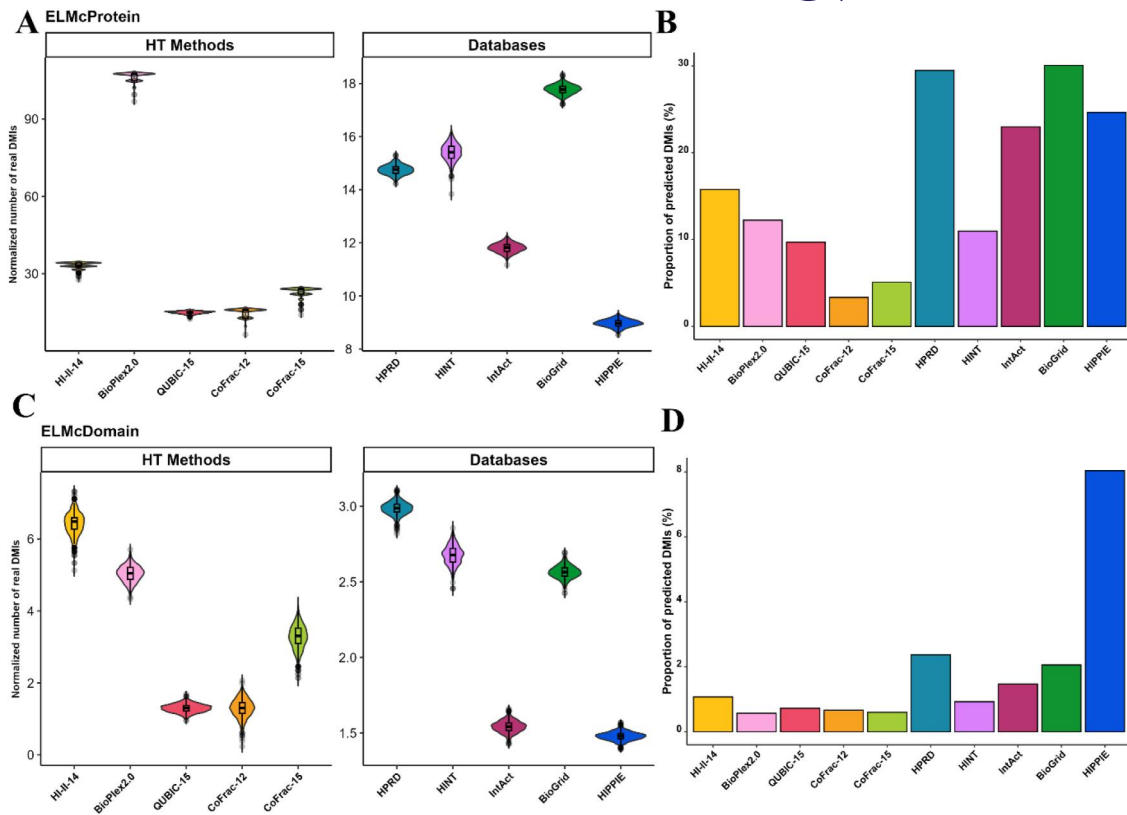 A
ELMcProtein
HT Methods
Databases
Normalized number of real DMIs
90
60
30
18
16
14
12
10
8
HI-II-14
BioPlex2.0
QUBIC-15
CoFrac-12
CoFrac-15
HPRD
HINT
IntAct
BioGrid
HIPPIE
B
Proportion of predicted DMIs (%)
30
20
10
0
HI-II-14
BioPlex2.0
QUBIC-15
CoFrac-12
CoFrac-15
HPRD
HINT
IntAct
BioGrid
HIPPIE
C
ELMcDomain
HT Methods
Databases
Normalized number of real DMIs
6
4
2
0
3.0
2.5
2.0
1.5
HI-II-14
BioPlex2.0
QUBIC-15
CoFrac-12
CoFrac-15
HPRD
HINT
IntAct
BioGrid
HIPPIE
D
Proportion of predicted DMIs (%)
8
6
4
2
0
HI-II-14
BioPlex2.0
QUBIC-15
CoFrac-12
CoFrac-15
HPRD
HINT
IntAct
BioGrid
HIPPIE